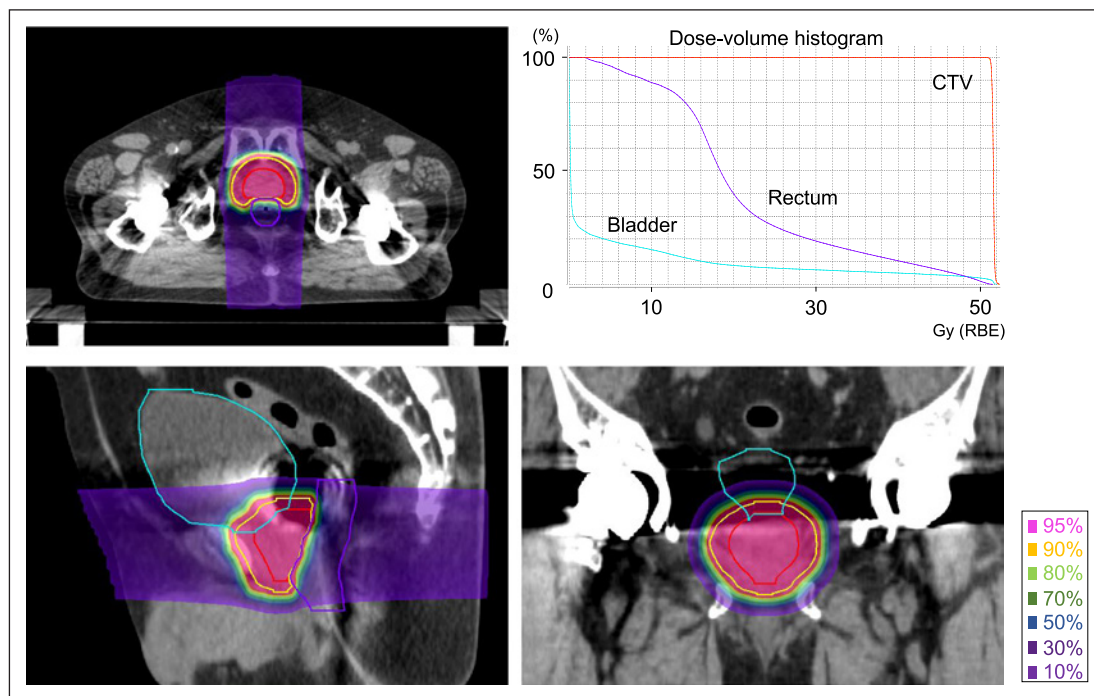 Dose-volume histogram
(%)
100
50
0
CTV
Rectum
Bladder
10
30
50
Gy (RBE)
95%
90%
80%
70%
50%
30%
10%